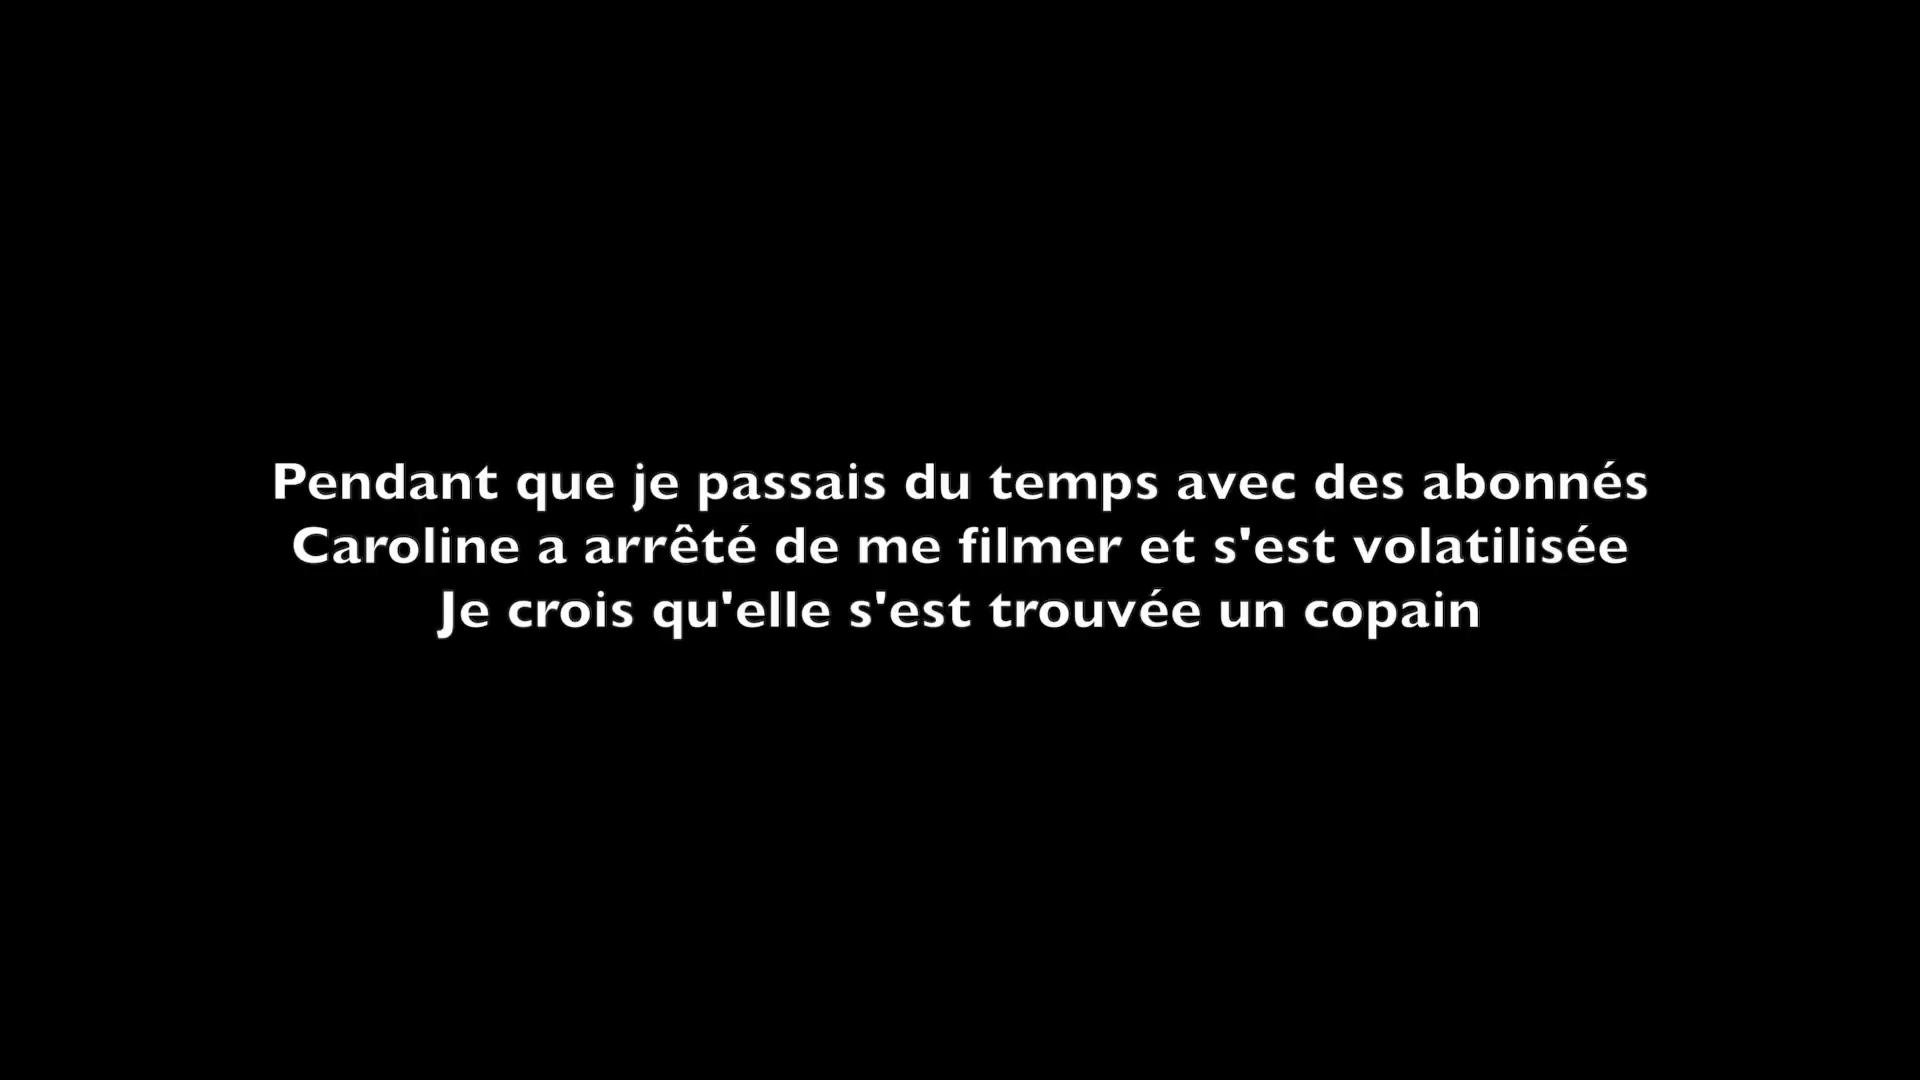 Pendant que je passais du temps avec des abonnés
Caroline a arrêté de me filmer et s'est volatilisée
Je crois qu'elle s'est trouvée un copain